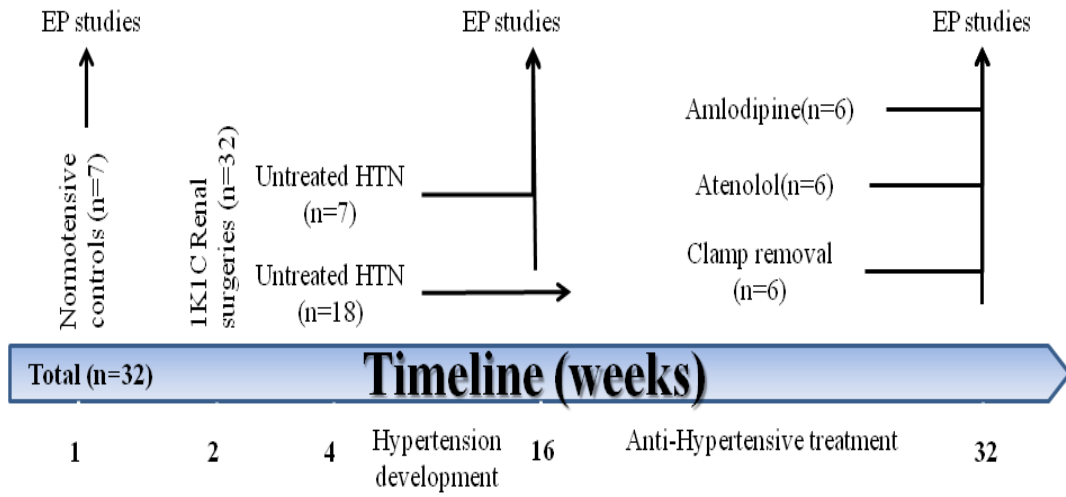 EP studies
EP studies
EP studies
Normotensive
controls (n=7)
1K1C Renal
surgeries (n=32)
Untreated HTN
(n=7)
Untreated HTN
(n=18)
Amlodipine(n=6)
Atenolol(n=6)
Clamp removal
(n=6)
Total (n=32)
Timeline (weeks)
1
2
4
Hypertension
development
16
Anti-Hypertensive treatment
32